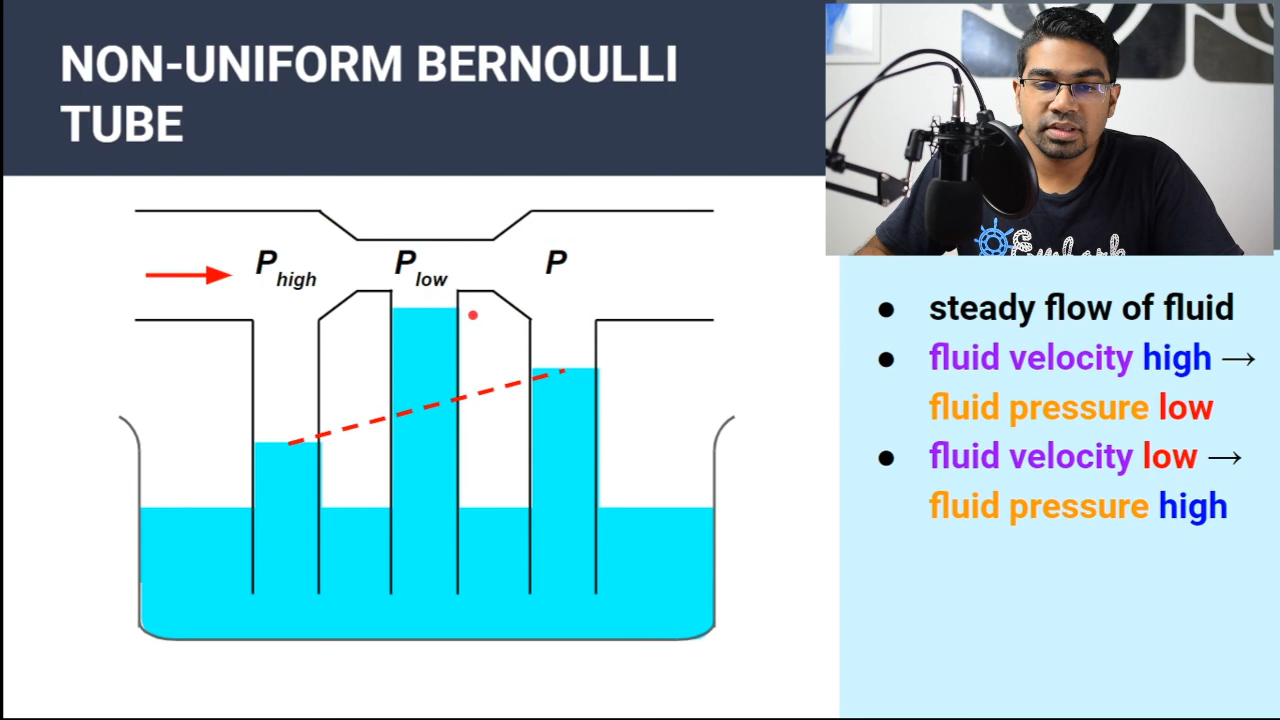 NON-UNIFORM BERNOULLI
TUBE
P high
P low
P
● steady flow of fluid
● fluid velocity high →
fluid pressure low
● fluid velocity low →
fluid pressure high
Embark